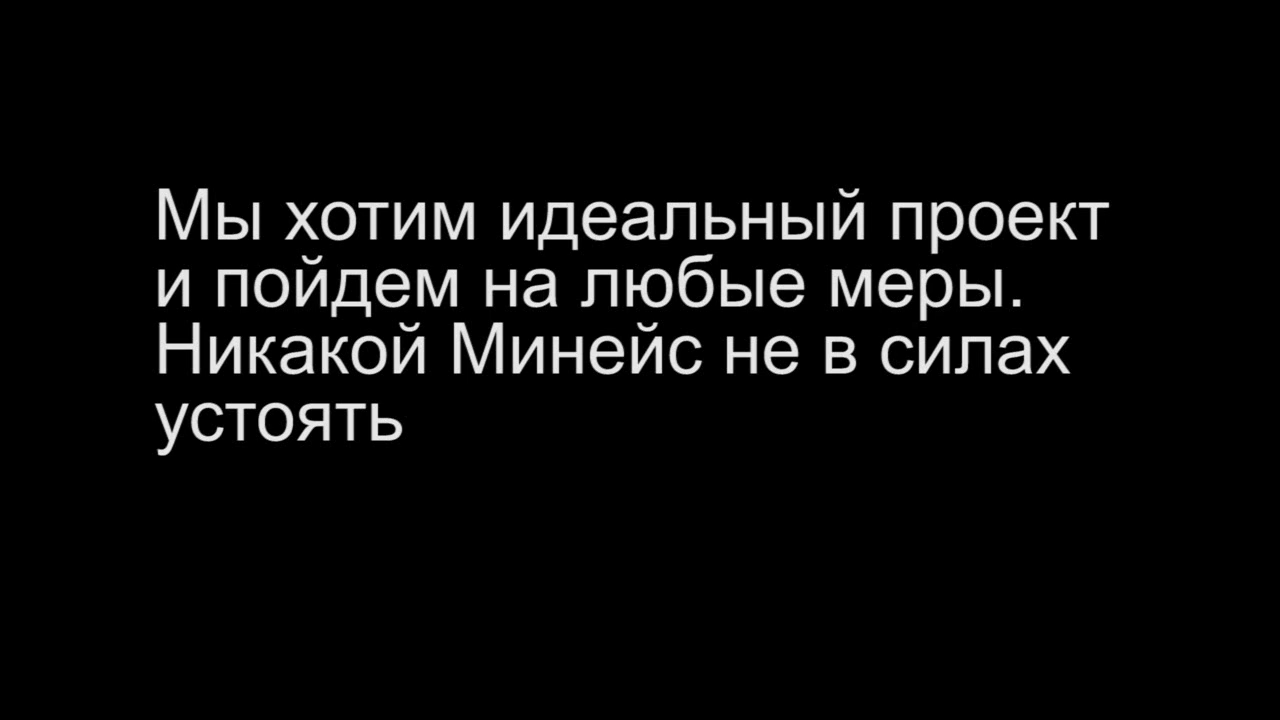 Мы хотим идеальный проект
и пойдем на любые меры.
Никакой Минейс не в силах
устоять